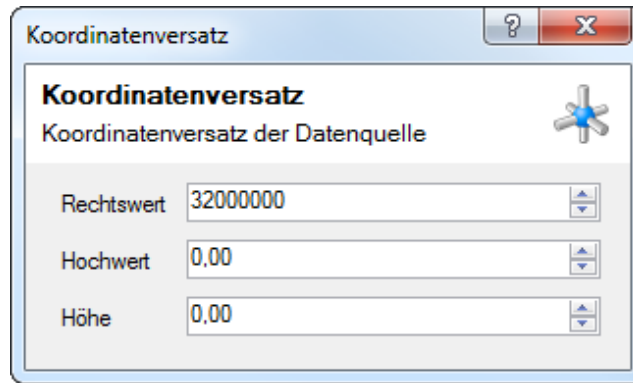 Koordinatenversatz
Koordinatenversatz
Koordinatenversatz der Datenquelle
Rechtswert 32000000
Hochwert 0,00
Höhe 0,00